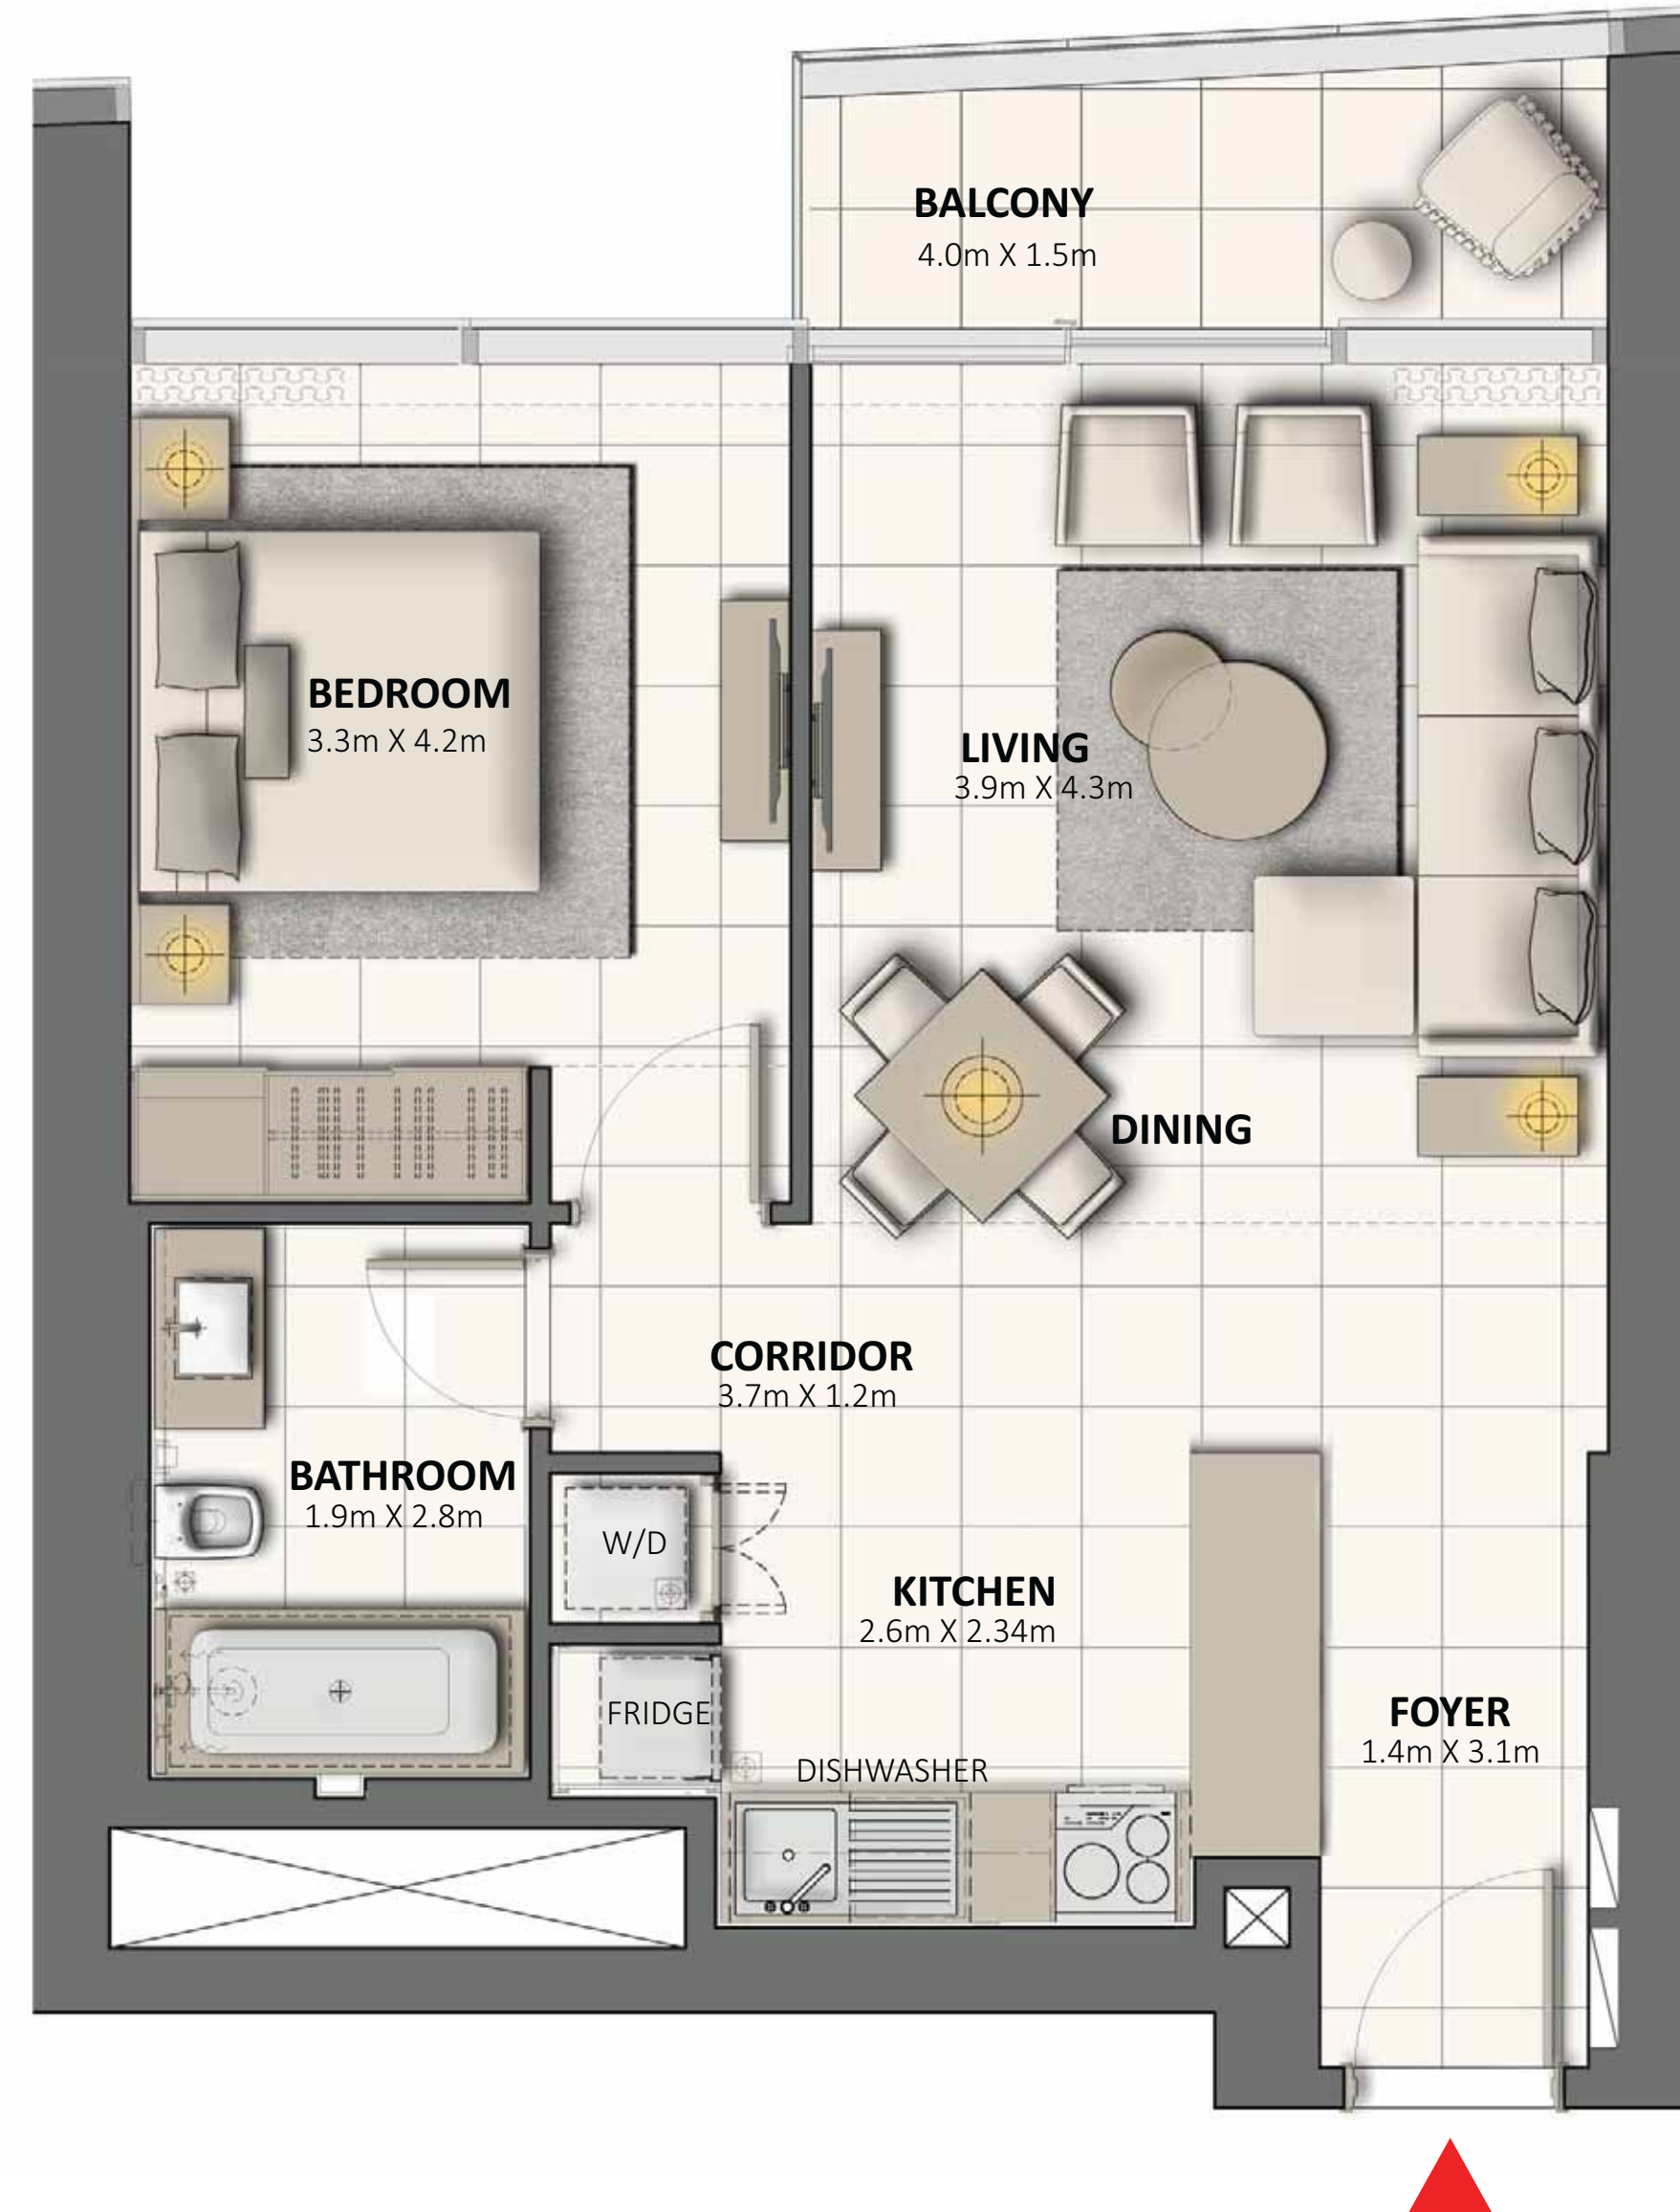 BALCONY
4.0m X 1.5m
BEDROOM
3.3m X 4.2m
LIVING
3.9m X 4.3m
DINING
CORRIDOR
3.7m X 1.2m
BATHROOM
1.9m X 2.8m
W/D
KITCHEN
2.6m X 2.34m
FRIDGE
DISHWASHER
FOYER
1.4m X 3.1m